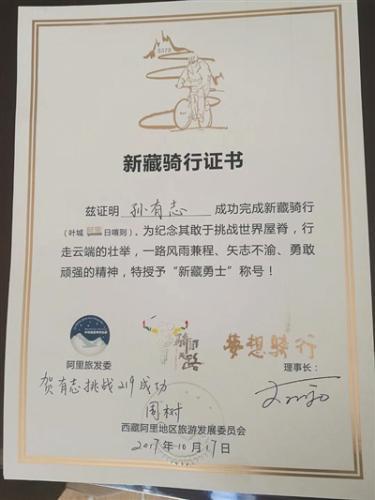 新藏骑行证书
兹证明 孙有志 成功完成新藏骑行
(叶城 日喀则)，为纪念其敢于挑战世界屋脊，行
走云端的壮举，一路风雨兼程、矢志不渝、勇敢
顽强的精神，特授予“新藏勇士”称号！
夢想騎行
阿里旅发委
理事长：
贺有志挑战219成功
周树
西藏阿里地区旅游发展委员会
2017年10月17日